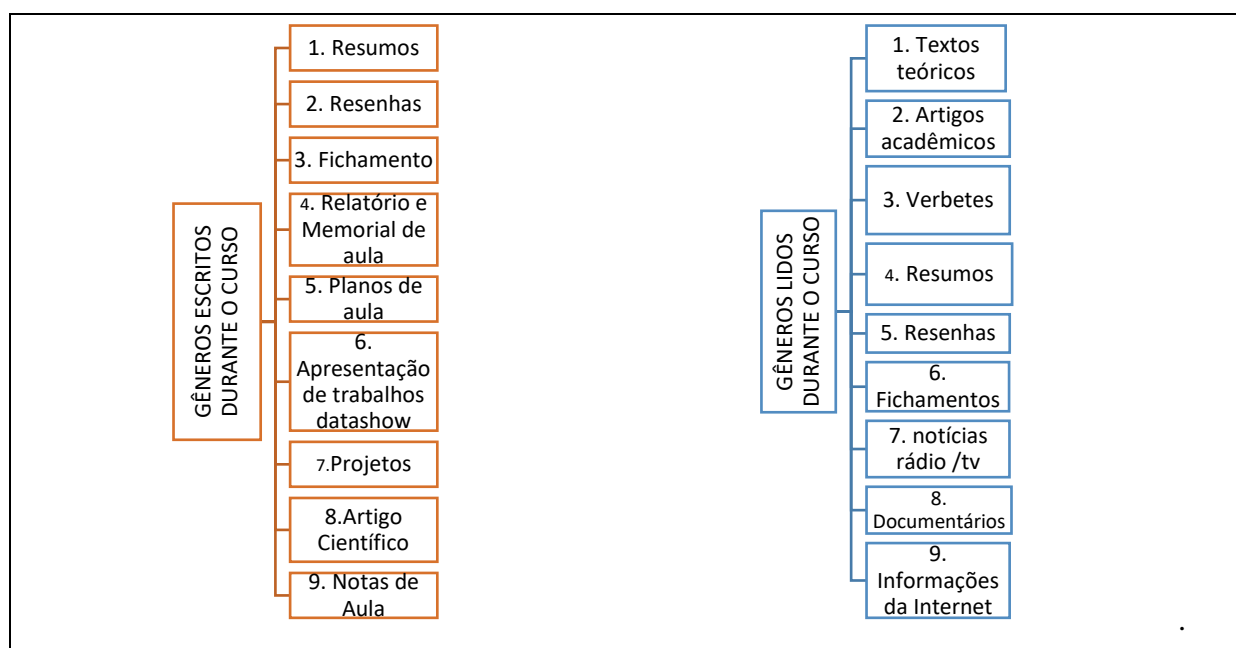 GÊNEROS ESCRITOS
DURANTE O CURSO
1. Resumos
2. Resenhas
3. Fichamento
4. Relatório e
Memorial de
aula
5. Planos de
aula
6.
Apresentação
de trabalhos
datashow
7.Projetos
8.Artigo
Científico
9. Notas de
Aula
GÊNEROS LIDOS
DURANTE O CURSO
1. Textos
teóricos
2. Artigos
acadêmicos
3. Verbetes
4. Resumos
5. Resenhas
6.
Fichamentos
7. notícias
rádio /tv
8.
Documentários
9.
Informações
da Internet
.